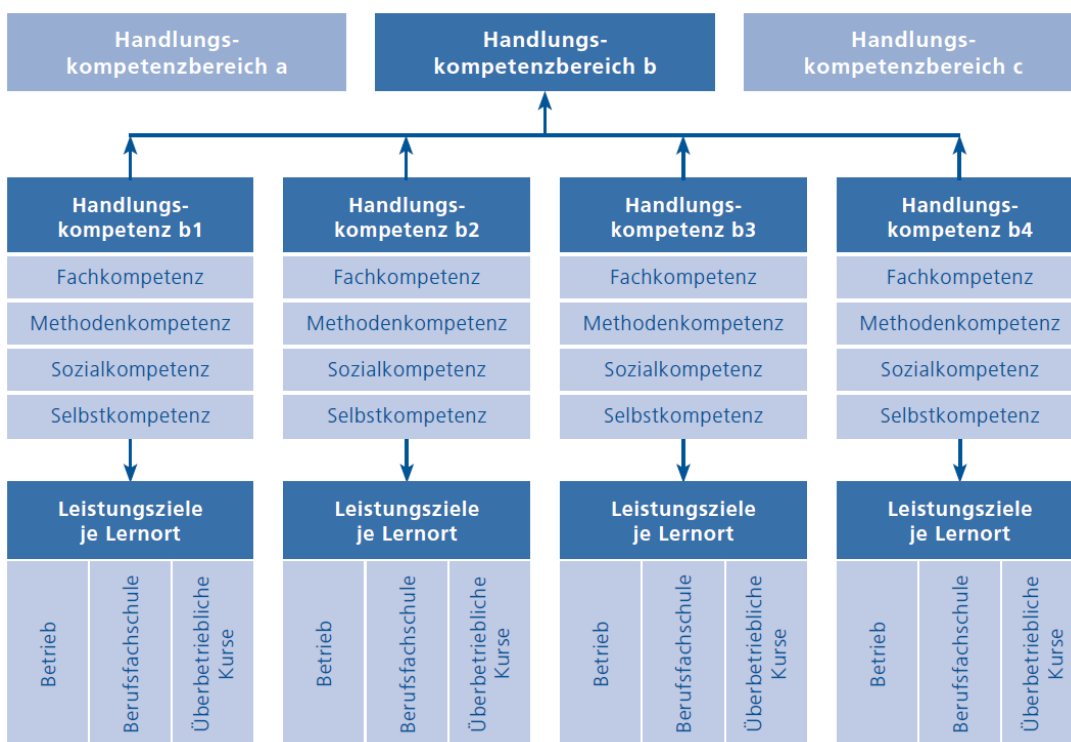 Handlungs-
kompetenzbereich a
Handlungs-
kompetenzbereich b
Handlungs-
kompetenzbereich c
Handlungs-
kompetenz b1
Handlungs-
kompetenz b2
Handlungs-
kompetenz b3
Handlungs-
kompetenz b4
Fachkompetenz
Fachkompetenz
Fachkompetenz
Fachkompetenz
Methodenkompetenz
Methodenkompetenz
Methodenkompetenz
Methodenkompetenz
Sozialkompetenz
Sozialkompetenz
Sozialkompetenz
Sozialkompetenz
Selbstkompetenz
Selbstkompetenz
Selbstkompetenz
Selbstkompetenz
Leistungsziele
je Lernort
Leistungsziele
je Lernort
Leistungsziele
je Lernort
Leistungsziele
je Lernort
Betrieb
Berufsfachschule
Überbetriebliche
Kurse
Betrieb
Berufsfachschule
Überbetriebliche
Kurse
Betrieb
Berufsfachschule
Überbetriebliche
Kurse
Betrieb
Berufsfachschule
Überbetriebliche
Kurse